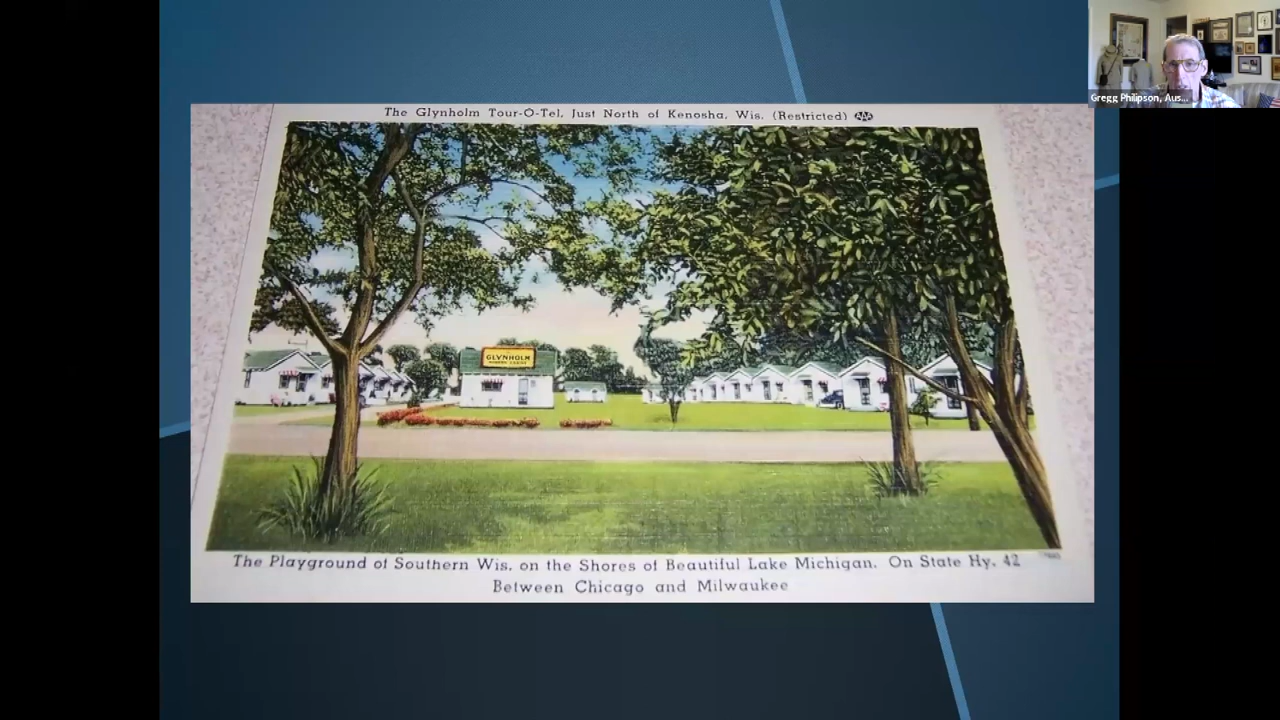 The Glynholm Tour-O-Tel, Just North of Kenosha, Wis. (Restricted) AAA
GLYNHOLM
The Playground of Southern Wis. on the Shores of Beautiful Lake Michigan. On State Hy. 42
Between Chicago and Milwaukee
Gregg Philipson, Aus...